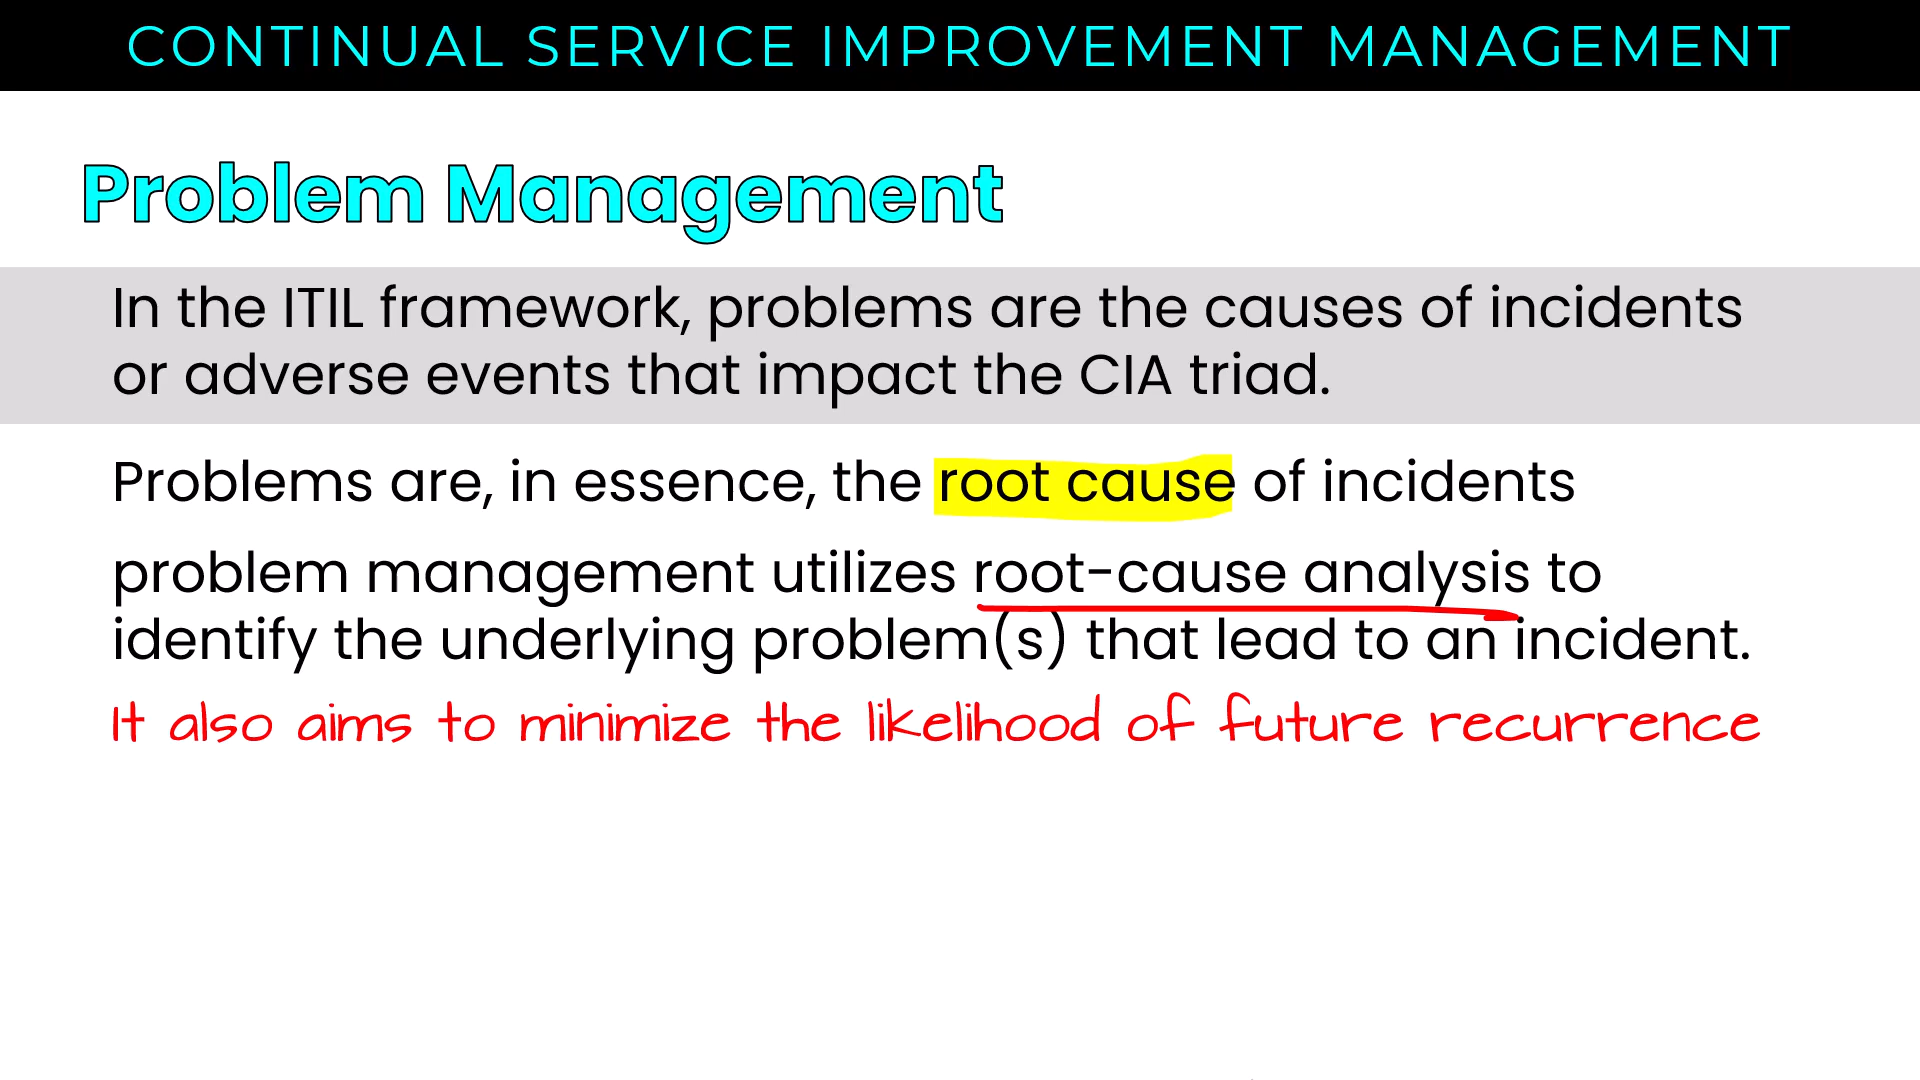 CONTINUAL SERVICE IMPROVEMENT MANAGEMENT
Problem Management
In the ITIL framework, problems are the causes of incidents
or adverse events that impact the CIA triad.
Problems are, in essence, the root cause of incidents
problem management utilizes root-cause analysis to
identify the underlying problem(s) that lead to an incident.
It also aims to minimize the likelihood of future recurrence